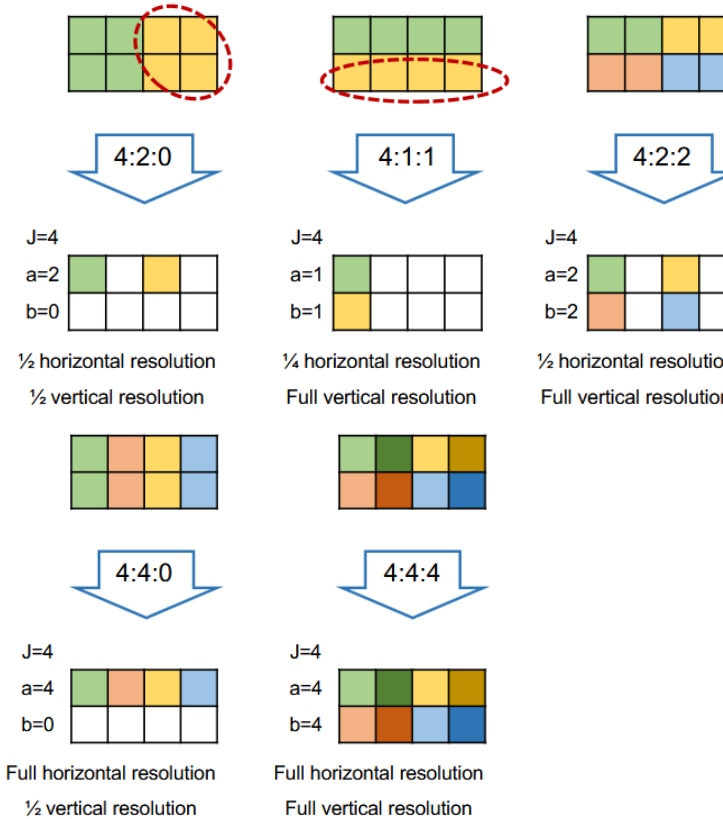 4:2:0
4:1:1
4:2:2
J=4
a=2
b=0
½ horizontal resolution
½ vertical resolution
J=4
a=1
b=1
¼ horizontal resolution
Full vertical resolution
J=4
a=2
b=2
½ horizontal resolutio
Full vertical resolution
4:4:0
4:4:4
J=4
a=4
b=0
Full horizontal resolution
½ vertical resolution
J=4
a=4
b=4
Full horizontal resolution
Full vertical resolution